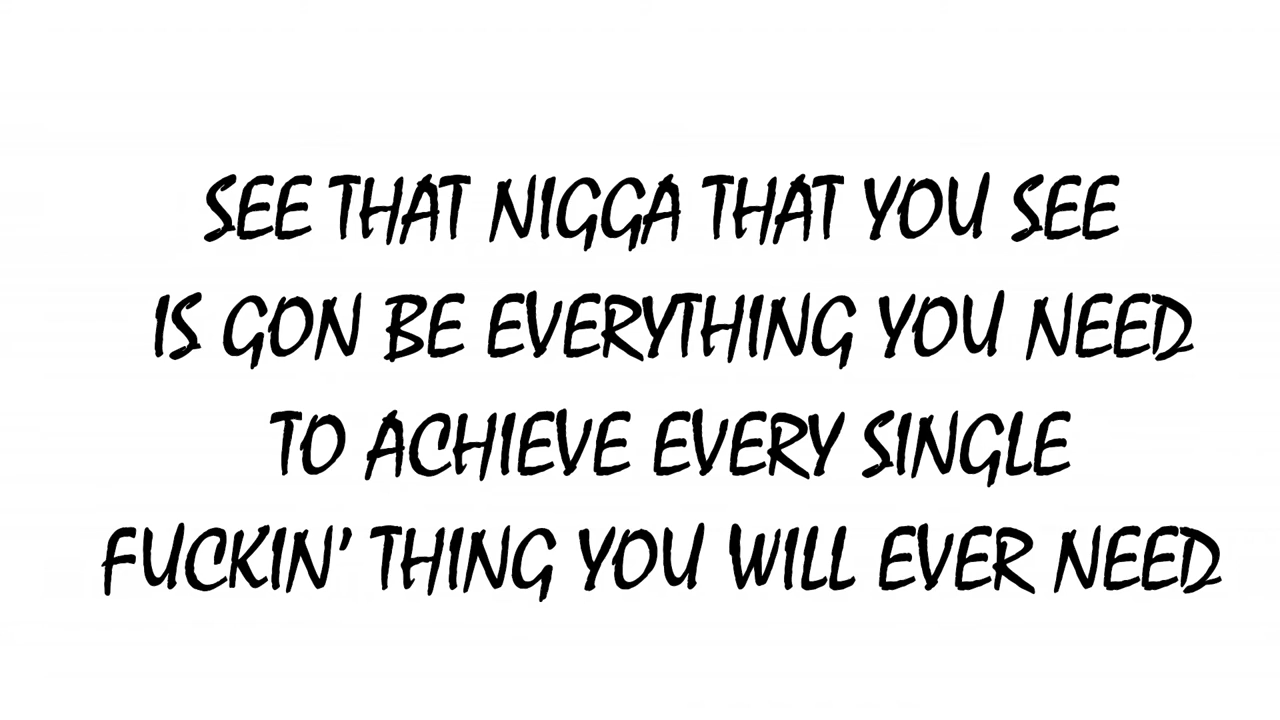 SEE THAT NIGGA THAT YOU SEE
IS GON BE EVERYTHING YOU NEED
TO ACHIEVE EVERY SINGLE
FUCKIN' THING YOU WILL EVER NEED